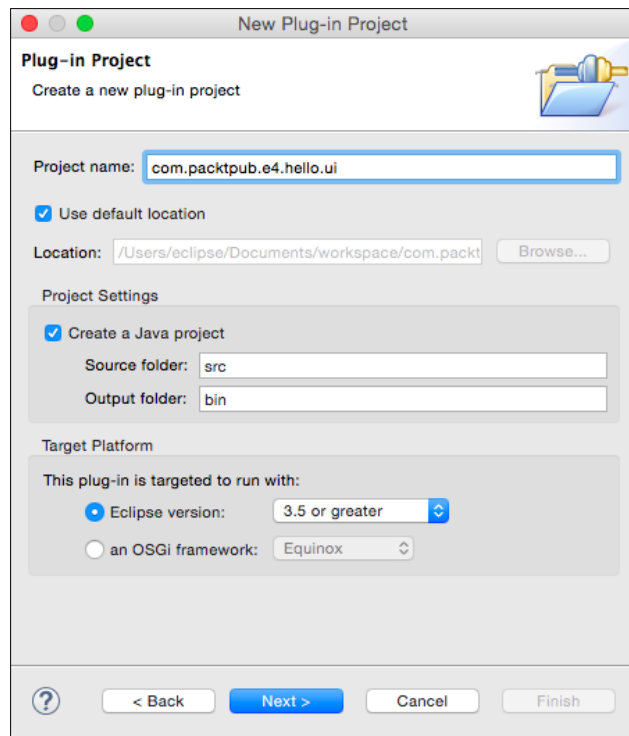 New Plug-in Project
Plug-in Project
Create a new plug-in project
Project name: com.packtpub.e4.hello.ui
Use default location
Location: /Users/eclipse/Documents/workspace/com.packt Browse...
Project Settings
Create a Java project
Source folder: src
Output folder: bin
Target Platform
This plug-in is targeted to run with:
Eclipse version: 3.5 or greater
an OSGi framework: Equinox
? < Back Next > Cancel Finish